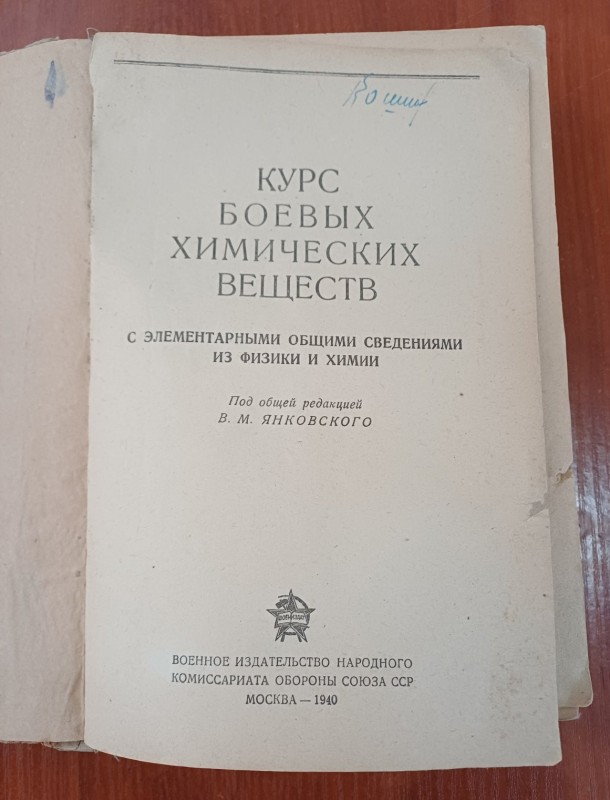 КУРС
БОЕВЫХ
ХИМИЧЕСКИХ
ВЕЩЕСТВ
С ЭЛЕМЕНТАРНЫМИ ОБЩИМИ СВЕДЕНИЯМИ
ИЗ ФИЗИКИ И ХИМИИ
Под общей редакцией
В. М. ЯНКОВСКОГО
ВОЕННОЕ ИЗДАТЕЛЬСТВО НАРОДНОГО
КОМИССАРИАТА ОБОРОНЫ СОЮЗА ССР
МОСКВА — 1940